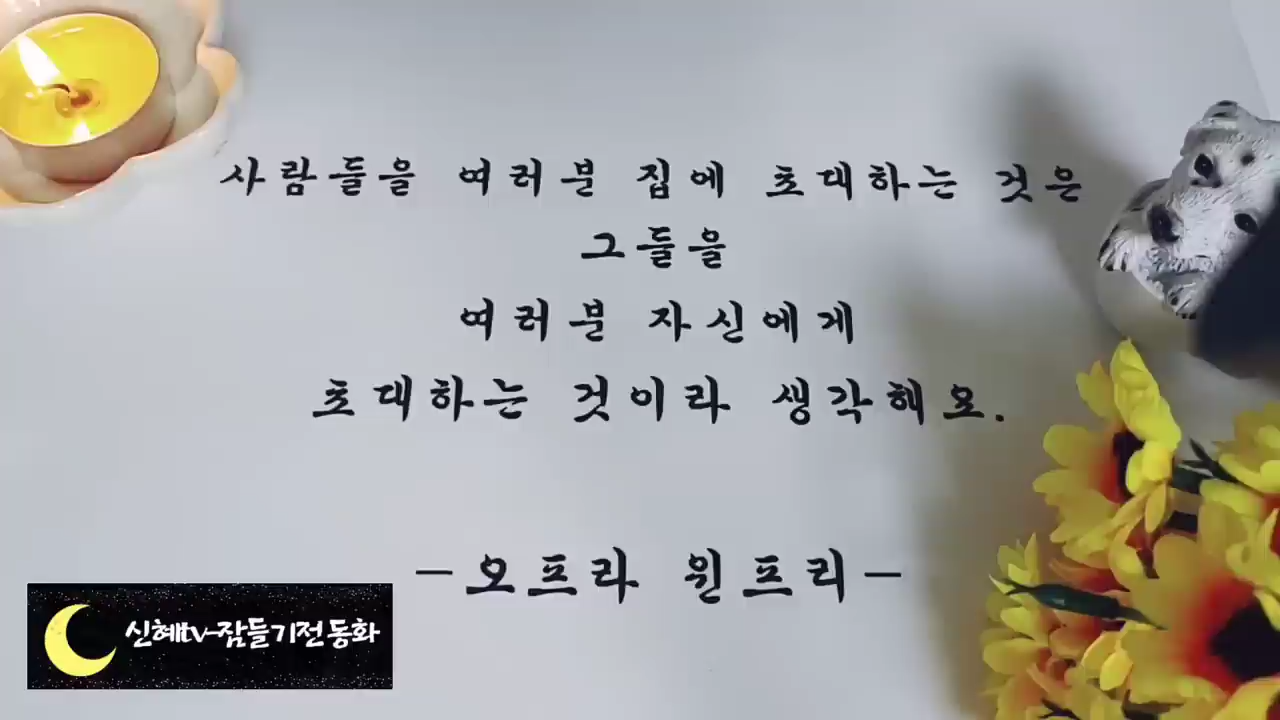 사람들을 여러분 집에 초대하는 것은
그들을
여러분 자신에게
초대하는 것이라 생각해요.
-오프라 윈프리-
신혜tv-잠들기전 동화